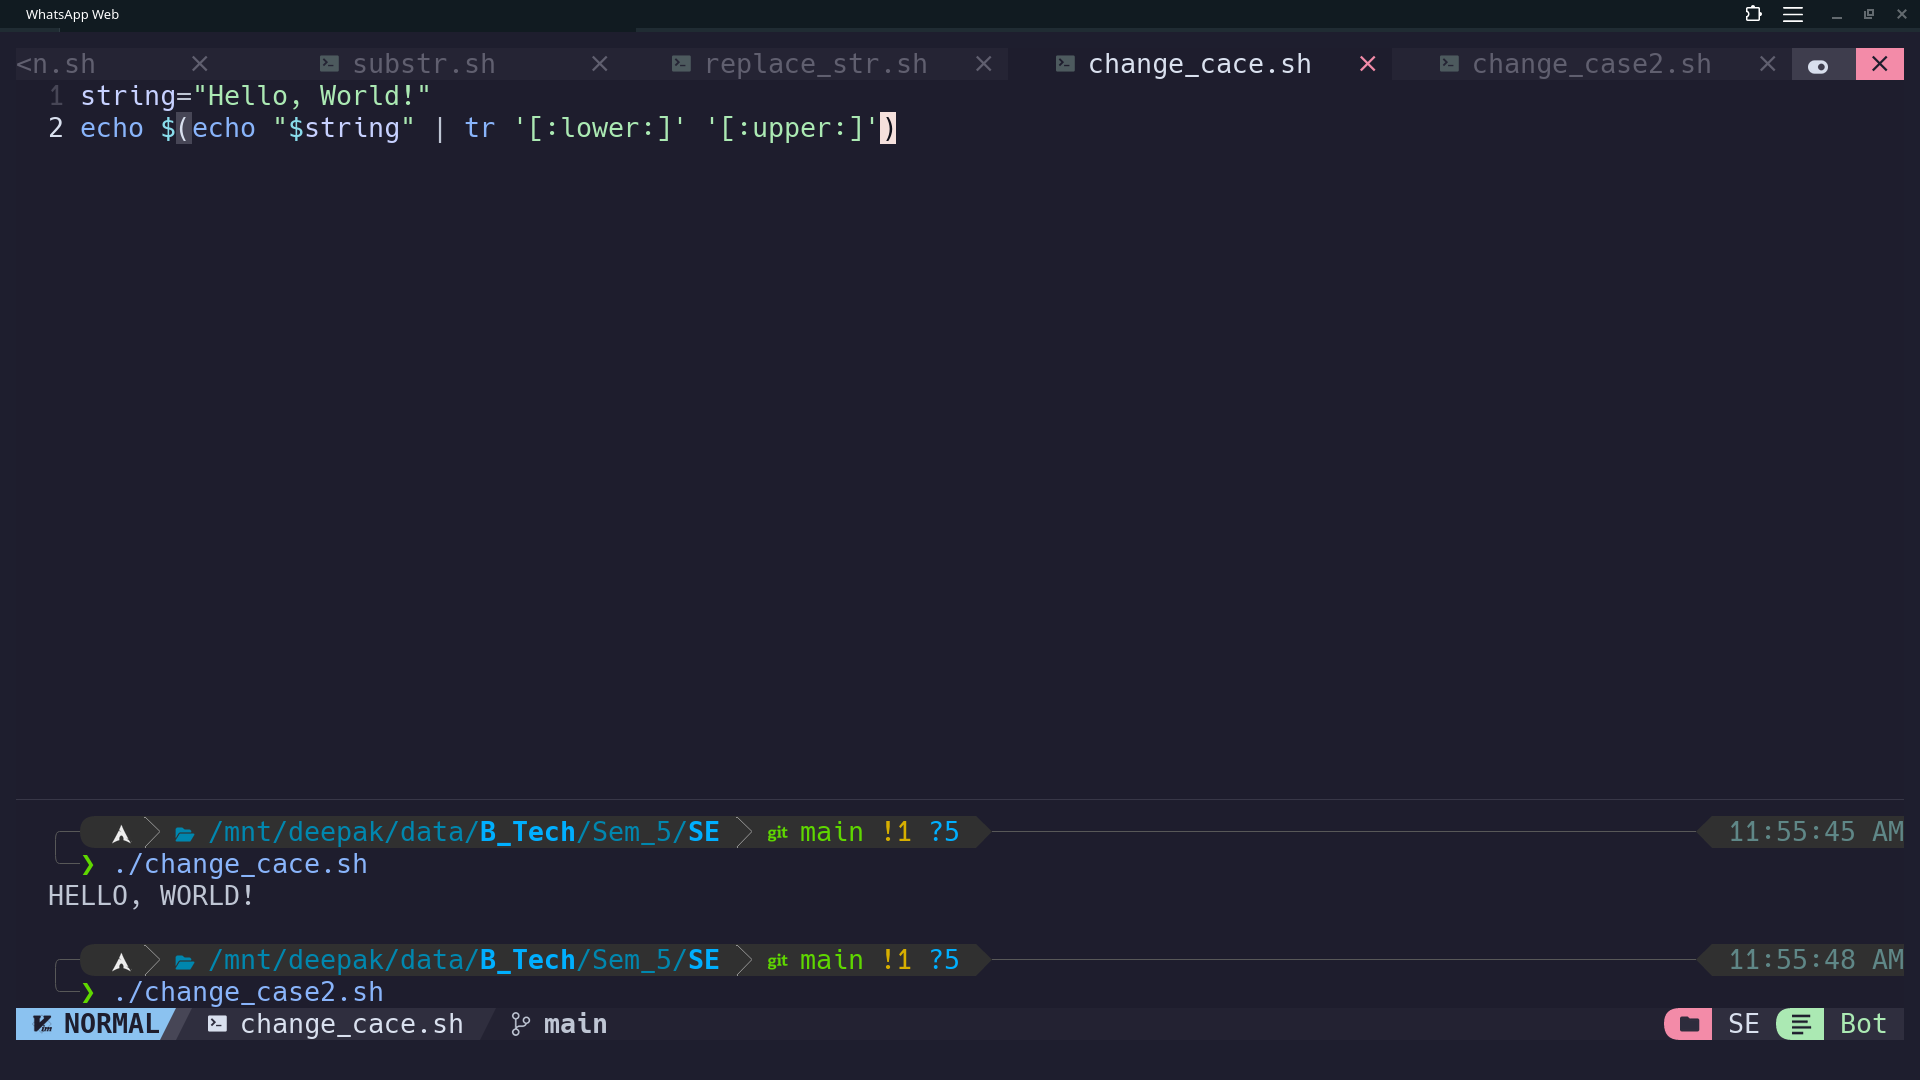 WhatsApp Web
<n.sh substr.sh replace_str.sh change_cace.sh change_case2.sh
1 string="Hello, World!"
2 echo $(echo "$string" | tr '[:lower:]' '[:upper:]')
/mnt/deepak/data/B_Tech/Sem_5/SE git main !1 ?5 11:55:45 AM
❯ ./change_cace.sh
HELLO, WORLD!
/mnt/deepak/data/B_Tech/Sem_5/SE git main !1 ?5 11:55:48 AM
❯ ./change_case2.sh
NORMAL change_cace.sh main SE Bot